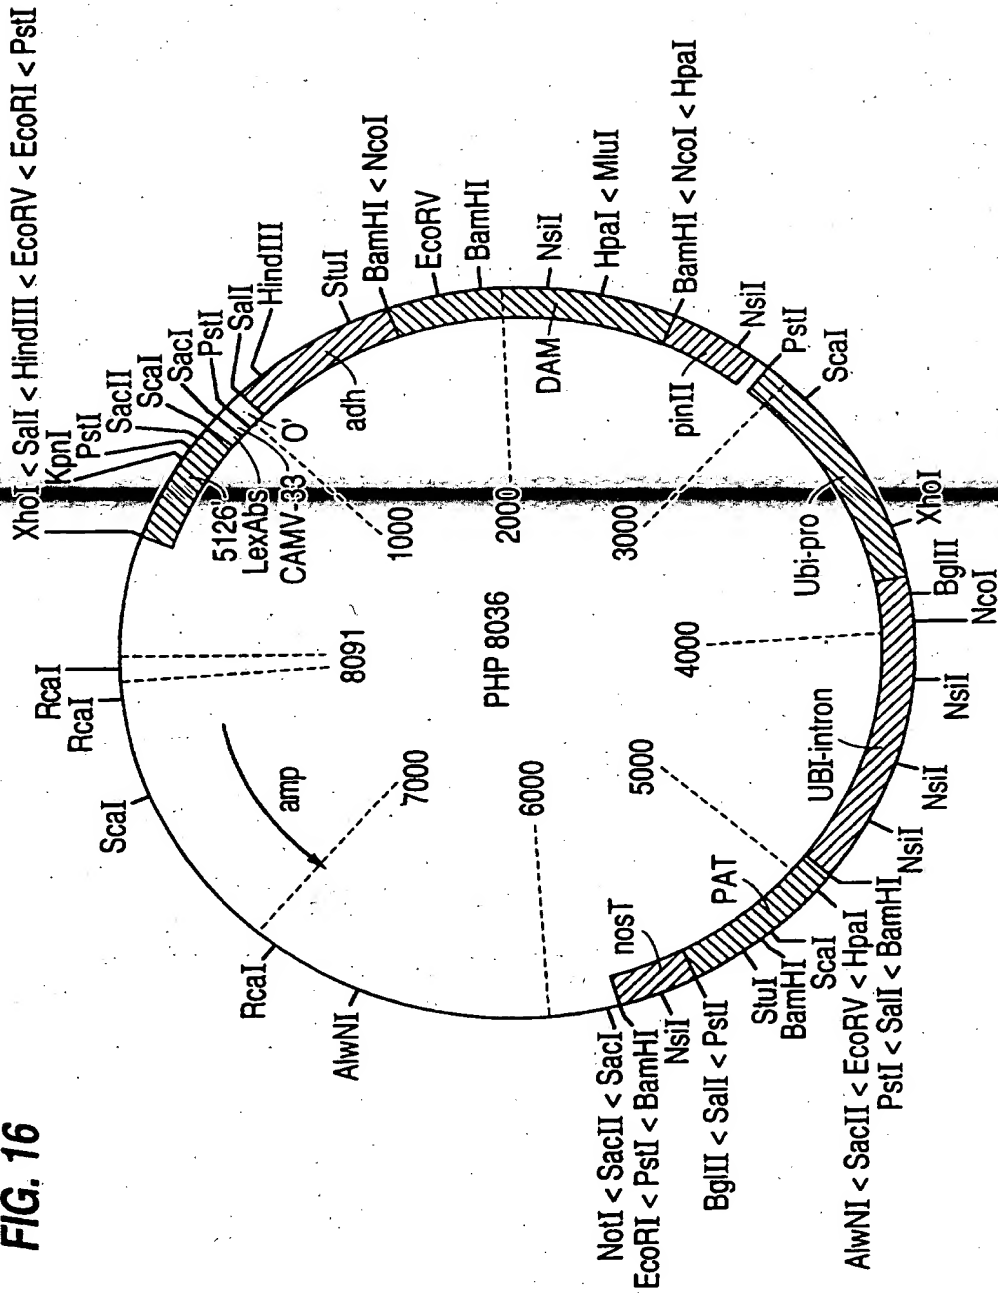 FIG. 16
XhoI < SalI < HindIII < EcoRV < EcoRI < PstI
KpnI
PstI
SacII
ScaI
SacI
PstI
SalI
HindIII
StuI
BamHI < NcoI
EcoRV
BamHI
NsiI
HpaI < MluI
BamHI < NcoI < HpaI
NsiI
PstI
ScaI
XhoI
BglII
NcoI
NsiI
NsiI
NsiI
PstI < SalI < BamHI
AlwNI < SacII < EcoRV < HpaI
ScaI
BamHI
StuI
BglII < SalI < PstI
NsiI
EcoRI < PstI < BamHI
NotI < SacII < SacI
AlwNI
RcaI
ScaI
RcaI
RcaI
5126
LexAbs
CAMV-33
O'
adh
DAM
pinII
Ubi-pro
UBI-intron
PAT
nosT
amp
PHP 8036
1000
2000
3000
4000
5000
6000
7000
8091